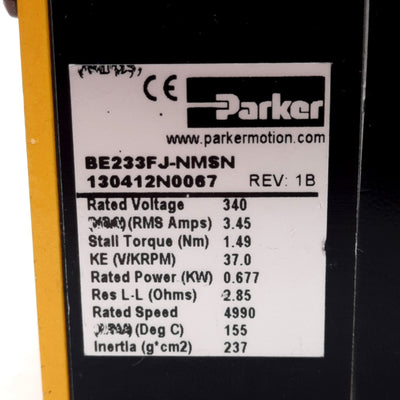 CE
Parker
www.parkermotion.com
BE233FJ-NMSN
130412N0067 REV: 1B
Rated Voltage 340
(RMS Amps) 3.45
Stall Torque (Nm) 1.49
KE (V/KRPM) 37.0
Rated Power (KW) 0.677
Res L-L (Ohms) 2.85
Rated Speed 4990
(Deg C) 155
Inertia (g*cm2) 237